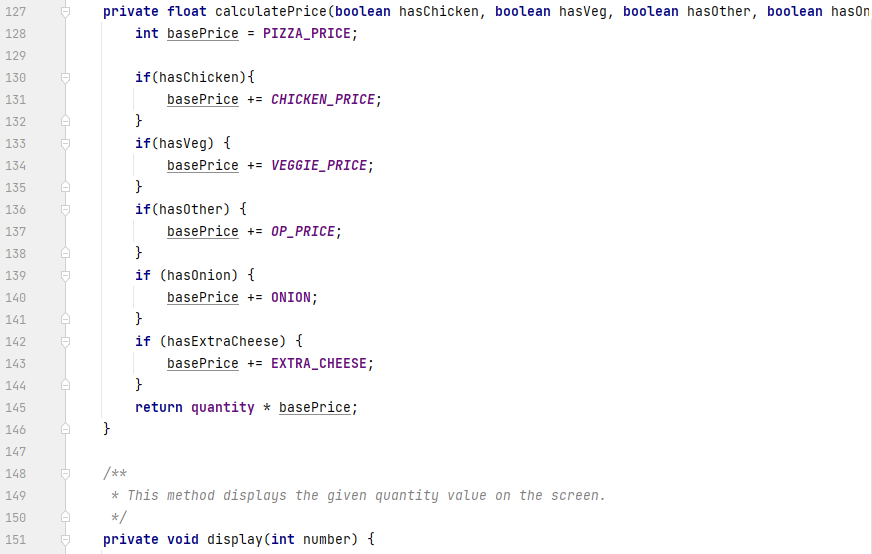 127 private float calculatePrice(boolean hasChicken, boolean hasVeg, boolean hasOther, boolean hasOn
128 int basePrice = PIZZA_PRICE;
129
130 if(hasChicken){
131 basePrice += CHICKEN_PRICE;
132 }
133 if(hasVeg) {
134 basePrice += VEGGIE_PRICE;
135 }
136 if(hasOther) {
137 basePrice += OP_PRICE;
138 }
139 if (hasOnion) {
140 basePrice += ONION;
141 }
142 if (hasExtraCheese) {
143 basePrice += EXTRA_CHEESE;
144 }
145 return quantity * basePrice;
146 }
147
148 /**
149 * This method displays the given quantity value on the screen.
150 */
151 private void display(int number) {